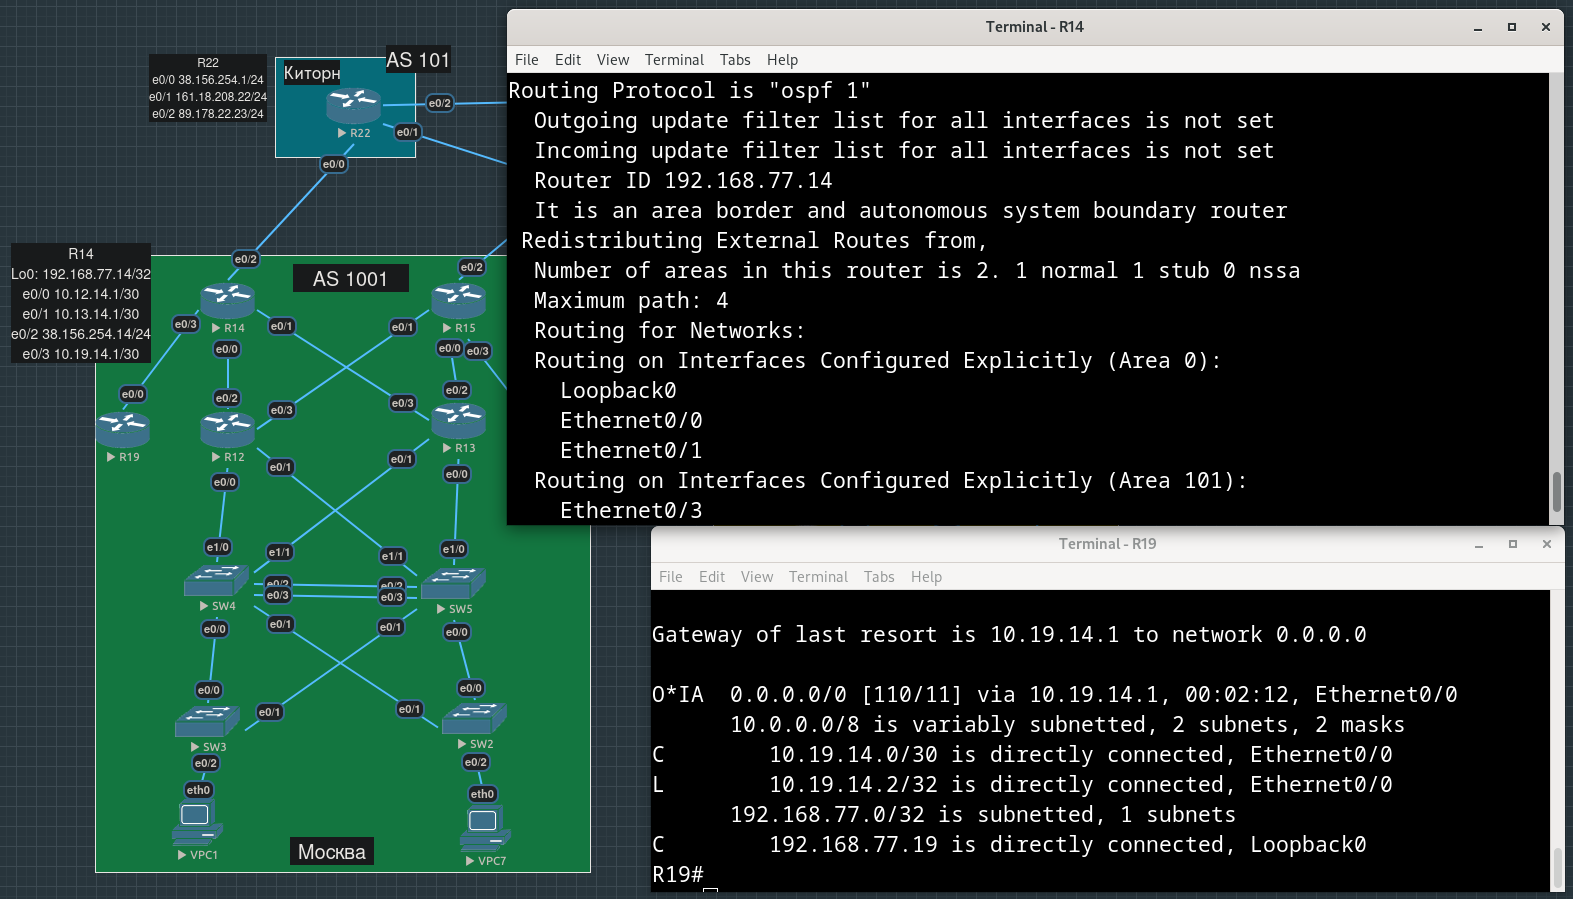 R22
e0/0 38.156.254.1/24
e0/1 161.18.208.22/24
e0/2 89.178.22.23/24
Киторн
AS 101
R22
e0/2
e0/1
e0/0
R14
Lo0: 192.168.77.14/32
e0/0 10.12.14.1/30
e0/1 10.13.14.1/30
e0/2 38.156.254.14/24
e0/3 10.19.14.1/30
AS 1001
e0/2
e0/2
R14
R15
e0/3
e0/1
e0/1
e0/0
e0/0
e0/3
e0/0
e0/2
e0/3
e0/3
e0/2
R19
R12
R13
e0/1
e0/1
e0/0
e0/0
e1/0
e1/1
e1/1
e1/0
e0/2
e0/2
e0/3
e0/3
SW4
SW5
e0/0
e0/1
e0/1
e0/0
e0/0
e0/1
e0/1
e0/0
SW3
SW2
e0/2
e0/2
eth0
eth0
VPC1
VPC7
Москва
Terminal - R14
File Edit View Terminal Tabs Help
Routing Protocol is "ospf 1"
Outgoing update filter list for all interfaces is not set
Incoming update filter list for all interfaces is not set
Router ID 192.168.77.14
It is an area border and autonomous system boundary router
Redistributing External Routes from,
Number of areas in this router is 2. 1 normal 1 stub 0 nssa
Maximum path: 4
Routing for Networks:
Routing on Interfaces Configured Explicitly (Area 0):
Loopback0
Ethernet0/0
Ethernet0/1
Routing on Interfaces Configured Explicitly (Area 101):
Ethernet0/3
Terminal - R19
File Edit View Terminal Tabs Help
Gateway of last resort is 10.19.14.1 to network 0.0.0.0
O*IA 0.0.0.0/0 [110/11] via 10.19.14.1, 00:02:12, Ethernet0/0
10.0.0.0/8 is variably subnetted, 2 subnets, 2 masks
C 10.19.14.0/30 is directly connected, Ethernet0/0
L 10.19.14.2/32 is directly connected, Ethernet0/0
192.168.77.0/32 is subnetted, 1 subnets
C 192.168.77.19 is directly connected, Loopback0
R19#